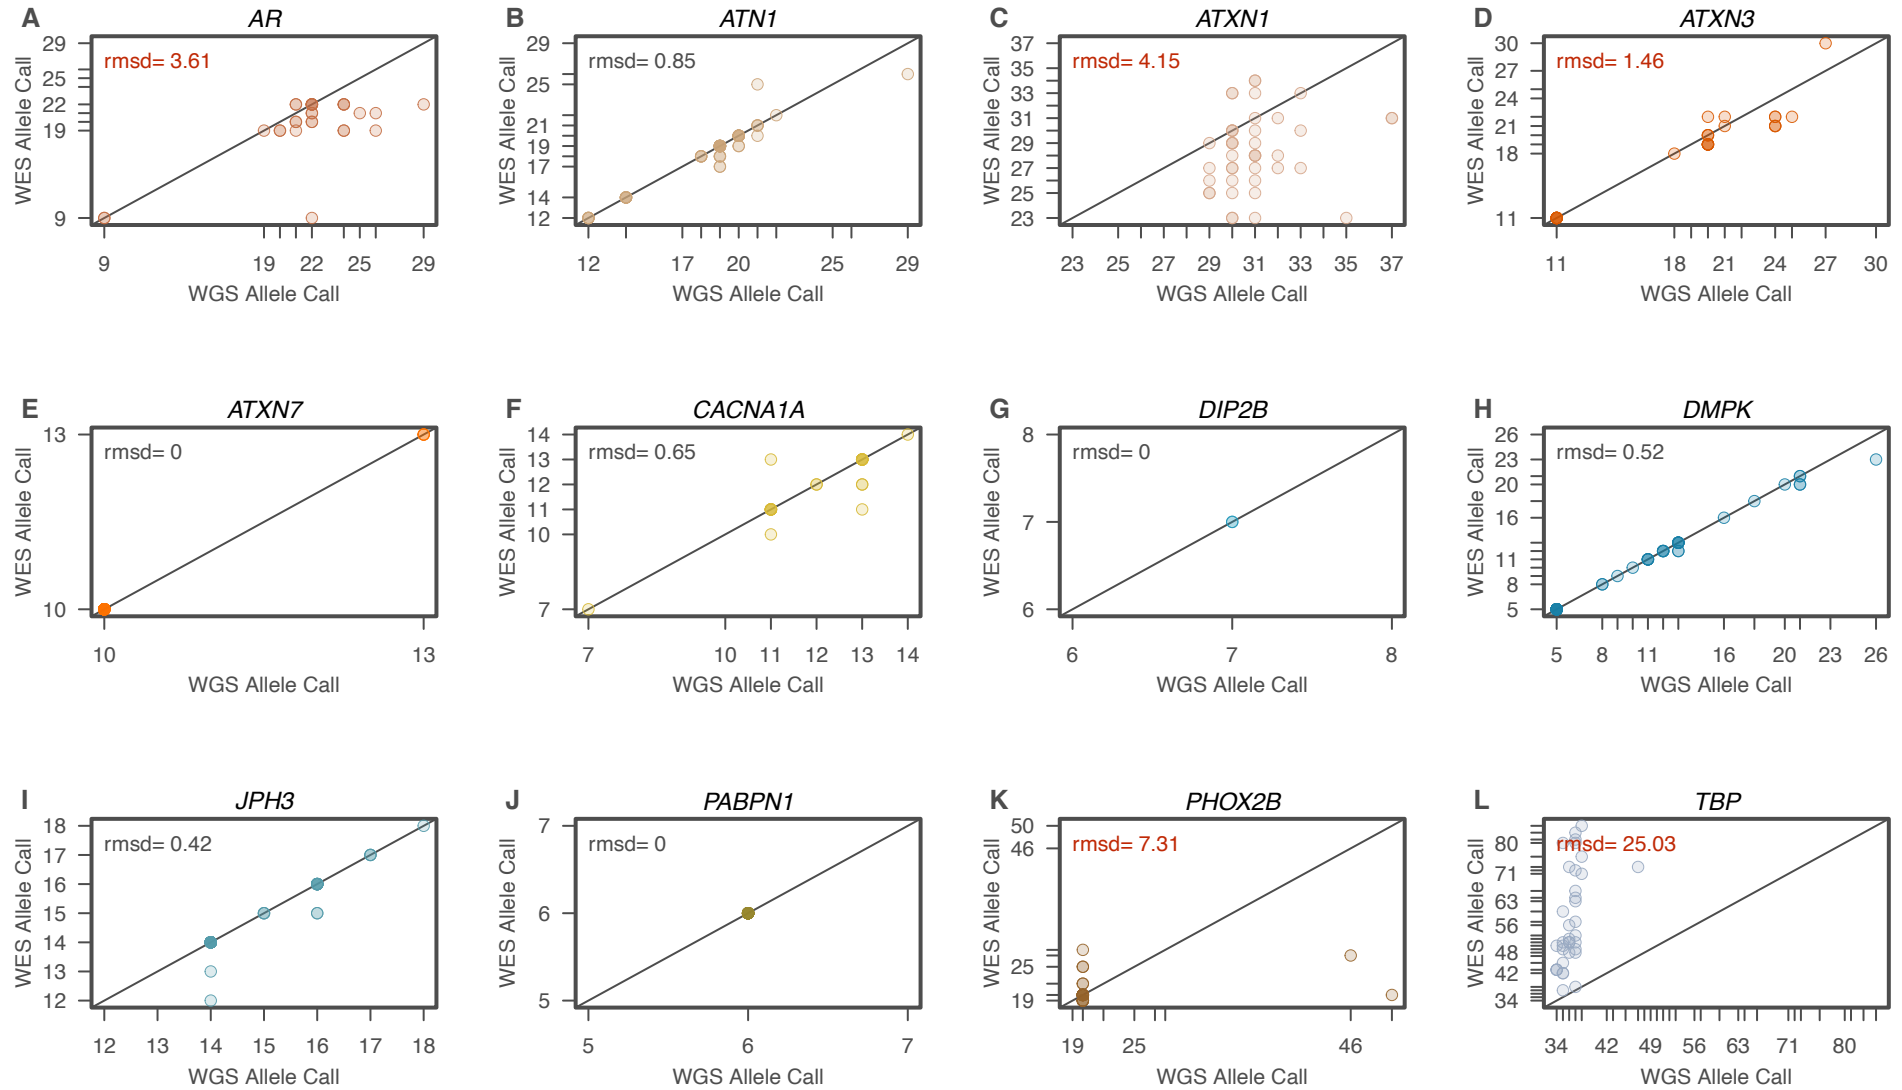 A
AR
rmsd= 3.61
WES Allele Call
29
25
22
19
9
9 19 22 25 29
WGS Allele Call
B
ATN1
rmsd= 0.85
WES Allele Call
29
25
21
19
17
14
12
12 17 20 25 29
WGS Allele Call
C
ATXN1
rmsd= 4.15
WES Allele Call
37
35
33
31
29
27
25
23
23 25 27 29 31 33 35 37
WGS Allele Call
D
ATXN3
rmsd= 1.46
WES Allele Call
30
27
24
21
18
11
11 18 21 24 27 30
WGS Allele Call
E
ATXN7
rmsd= 0
WES Allele Call
13
10
10 13
WGS Allele Call
F
CACNA1A
rmsd= 0.65
WES Allele Call
14
13
12
11
10
7
7 10 11 12 13 14
WGS Allele Call
G
DIP2B
rmsd= 0
WES Allele Call
8
7
6
6 7 8
WGS Allele Call
H
DMPK
rmsd= 0.52
WES Allele Call
26
23
20
16
11
8
5
5 8 11 16 20 23 26
WGS Allele Call
I
JPH3
rmsd= 0.42
WES Allele Call
18
17
16
15
14
13
12
12 13 14 15 16 17 18
WGS Allele Call
J
PABPN1
rmsd= 0
WES Allele Call
7
6
5
5 6 7
WGS Allele Call
K
PHOX2B
rmsd= 7.31
WES Allele Call
50
46
25
19
19 25 46
WGS Allele Call
L
TBP
rmsd= 25.03
WES Allele Call
80
71
63
56
48
42
34
34 42 49 56 63 71 80
WGS Allele Call